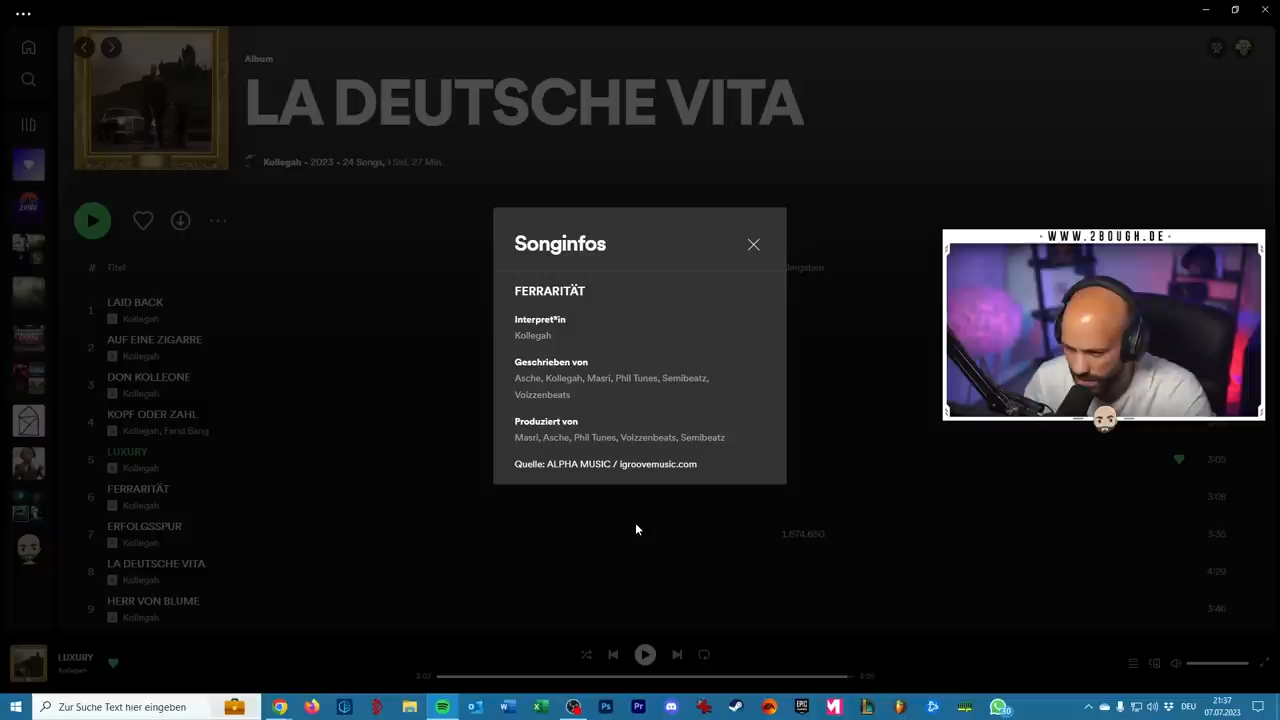 Album
LA DEUTSCHE VITA
Kollegah • 2023 • 24 Songs, 1 Std. 27 Min.
Songinfos
FERRARITÄT
Interpret*in
Kollegah
Geschrieben von
Asche, Kollegah, Masri, Phil Tunes, Semibeatz,
Voizzenbeats
Produziert von
Masri, Asche, Phil Tunes, Voizzenbeats, Semibeatz
Quelle: ALPHA MUSIC / igroovemusic.com
• WWW.2BOUGH.DE •
# Titel
1 LAID BACK
E Kollegah
2 AUF EINE ZIGARRE
E Kollegah
3 DON KOLLEONE
E Kollegah
4 KOPF ODER ZAHL
E Kollegah, Farid Bang
5 LUXURY 3:05
E Kollegah
6 FERRARITÄT 3:08
E Kollegah
7 ERFOLGSSPUR 1.674.650 3:35
E Kollegah
8 LA DEUTSCHE VITA 4:29
E Kollegah
9 HERR VON BLUME 3:46
E Kollegah
LUXURY
Kollegah
3:02
3:05
Zur Suche Text hier eingeben
30
DEU
21:37
07.07.2023